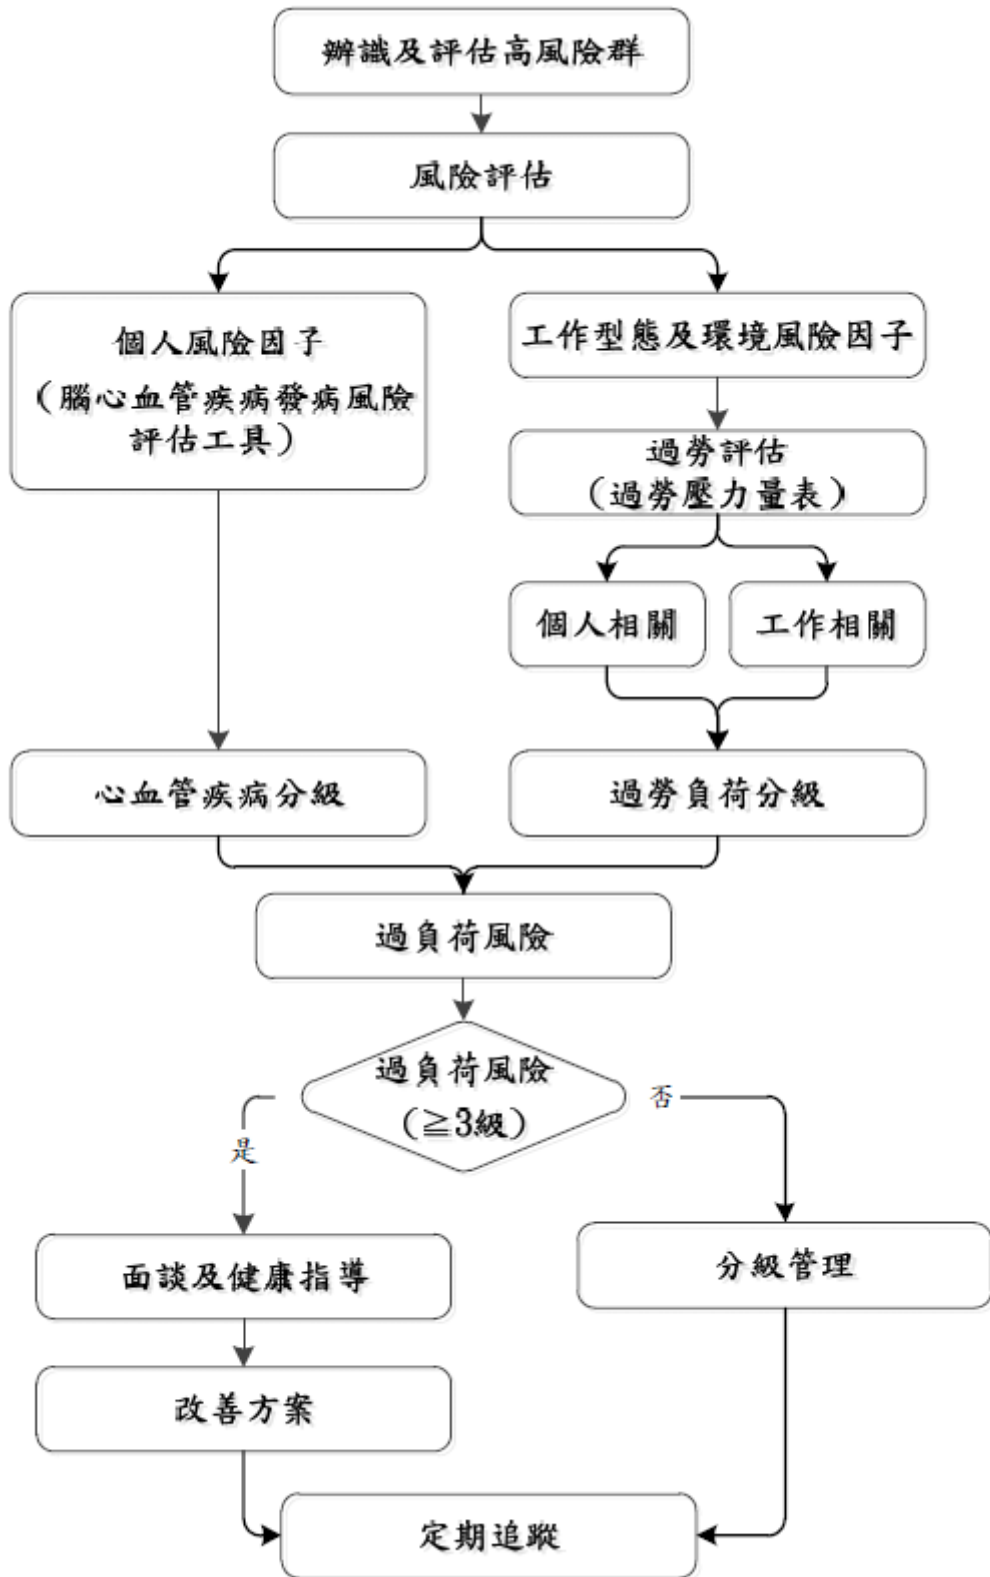 辦識及評估高風險群
風險評估
個人風險因子
（腦心血管疾病發病風險
評估工具）
工作型態及環境風險因子
過勞評估
（過勞壓力量表）
個人相關
工作相關
心血管疾病分級
過勞負荷分級
過負荷風險
過負荷風險
（≧3級）
是
否
面談及健康指導
分級管理
改善方案
定期追蹤